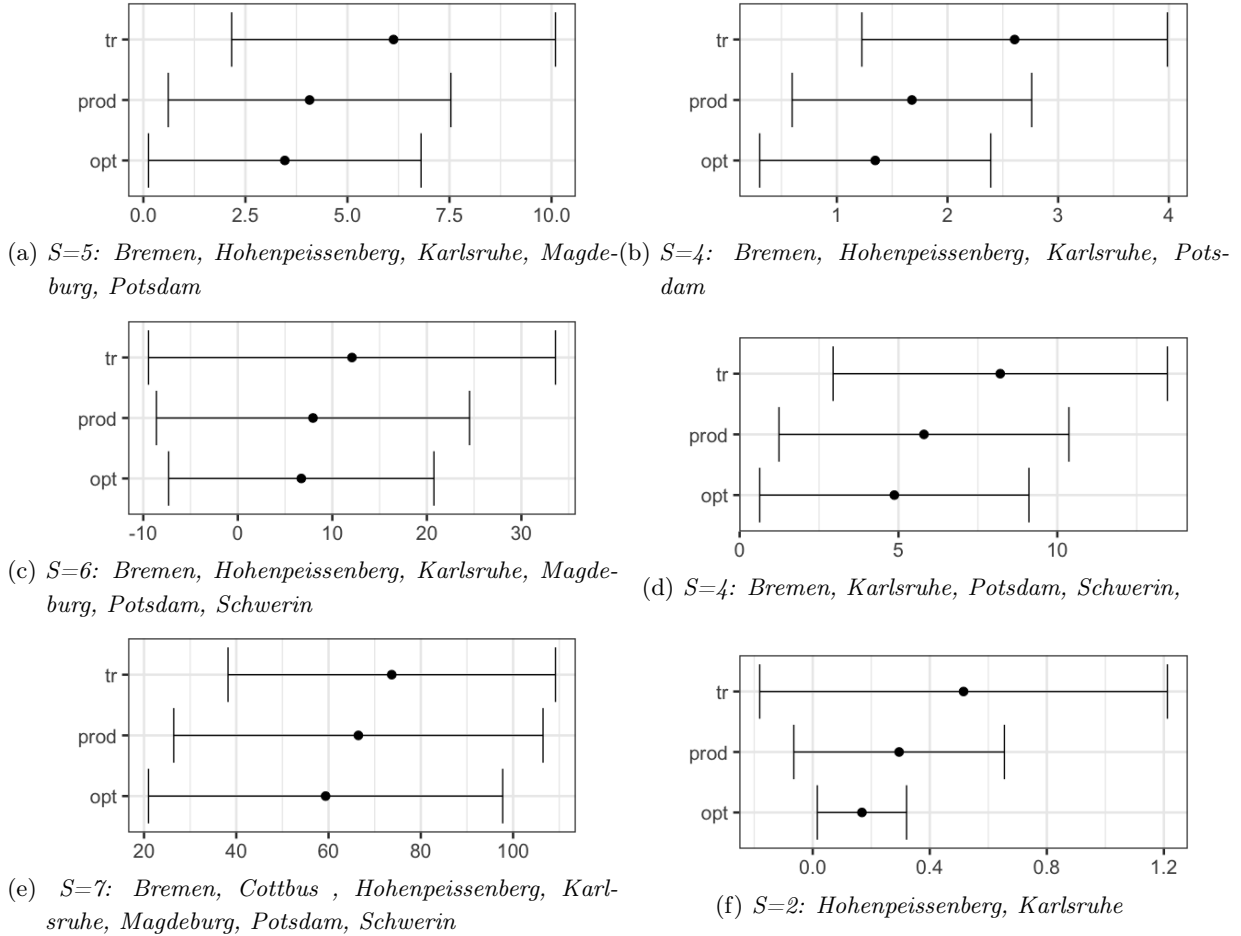 tr
prod
opt
0.0 2.5 5.0 7.5 10.0
(a) S=5: Bremen, Hohenpeissenberg, Karlsruhe, Magde-
burg, Potsdam
tr
prod
opt
1 2 3 4
(b) S=4: Bremen, Hohenpeissenberg, Karlsruhe, Pots-
dam
tr
prod
opt
-10 0 10 20 30
(c) S=6: Bremen, Hohenpeissenberg, Karlsruhe, Magde-
burg, Potsdam, Schwerin
tr
prod
opt
0 5 10
(d) S=4: Bremen, Karlsruhe, Potsdam, Schwerin,
tr
prod
opt
20 40 60 80 100
(e) S=7: Bremen, Cottbus , Hohenpeissenberg, Karl-
sruhe, Magdeburg, Potsdam, Schwerin
tr
prod
opt
0.0 0.4 0.8 1.2
(f) S=2: Hohenpeissenberg, Karlsruhe